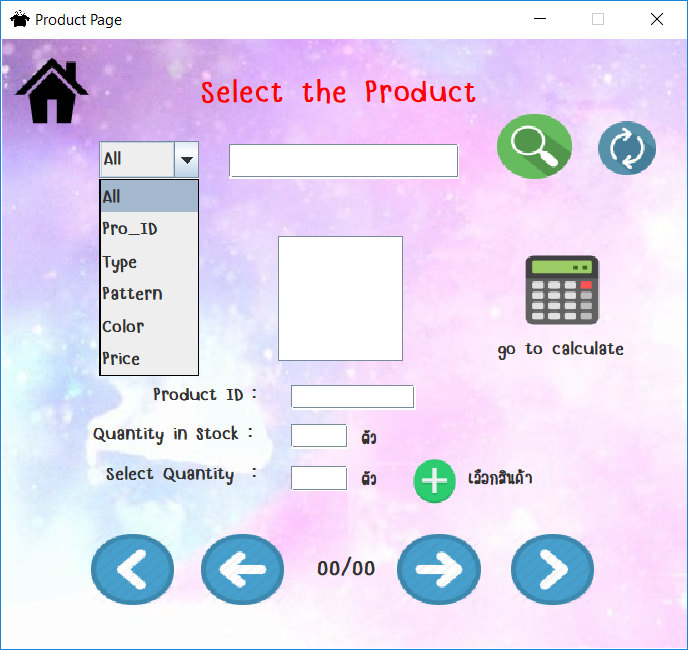 Product Page
Select the Product
All
All
Pro_ID
Type
Pattern
Color
Price
go to calculate
Product ID :
Quantity in Stock : ตัว
Select Quantity : ตัว
เลือกสินค้า
00/00